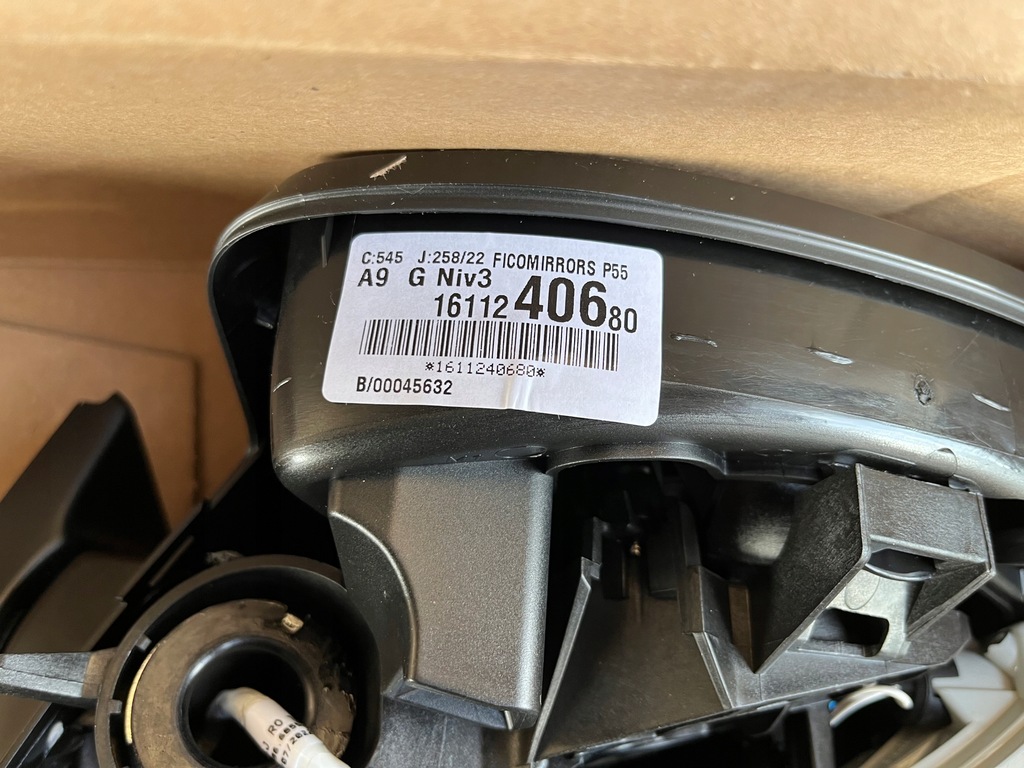 C:545 J:258/22 FICOMIRRORS P55
A9 G Niv3
16112 406 80
*1611240680*
B/00045632